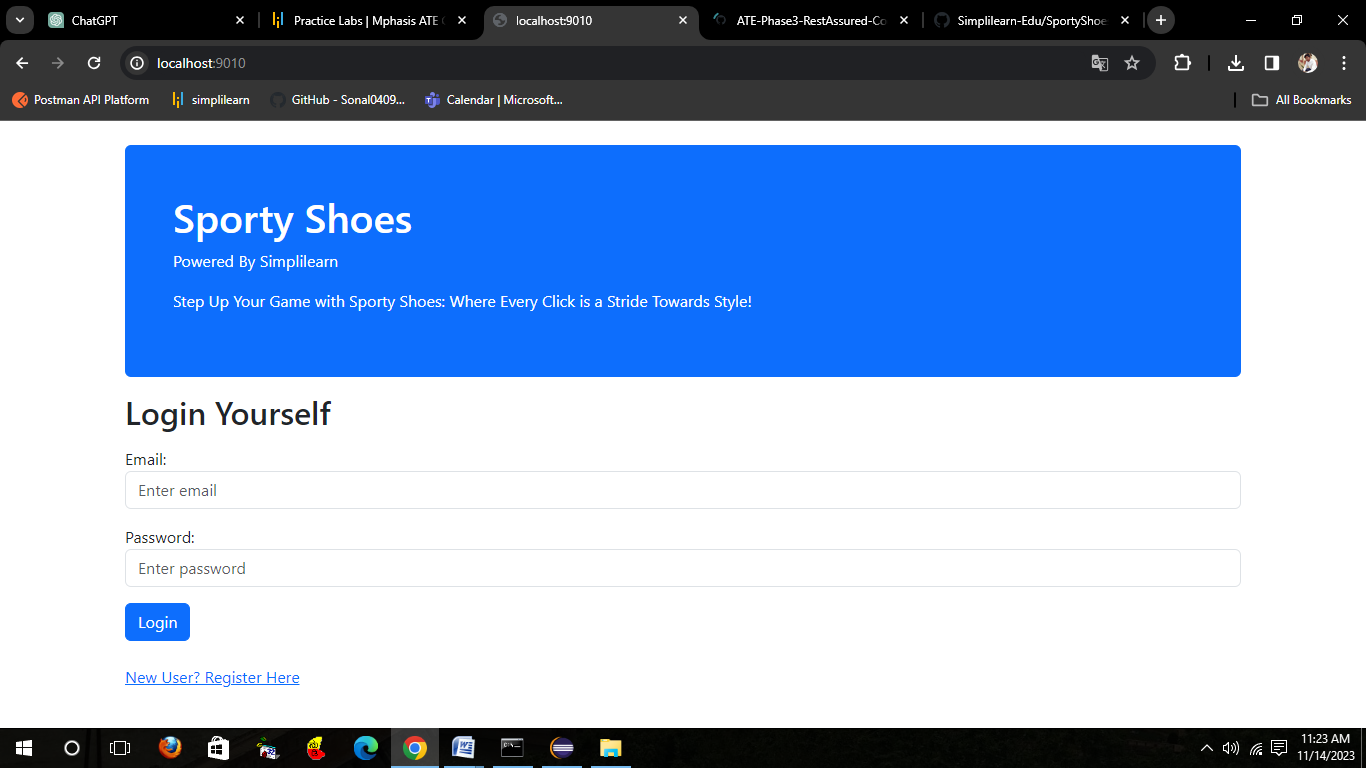 ChatGPT
Practice Labs | Mphasis ATE
localhost:9010
ATE-Phase3-RestAssured-Co
Simplilearn-Edu/SportyShoe
localhost:9010
Postman API Platform
simplilearn
GitHub - Sonal0409...
Calendar | Microsoft...
All Bookmarks
Sporty Shoes
Powered By Simplilearn
Step Up Your Game with Sporty Shoes: Where Every Click is a Stride Towards Style!
Login Yourself
Email:
Enter email
Password:
Enter password
Login
New User? Register Here
11:23 AM
11/14/2023